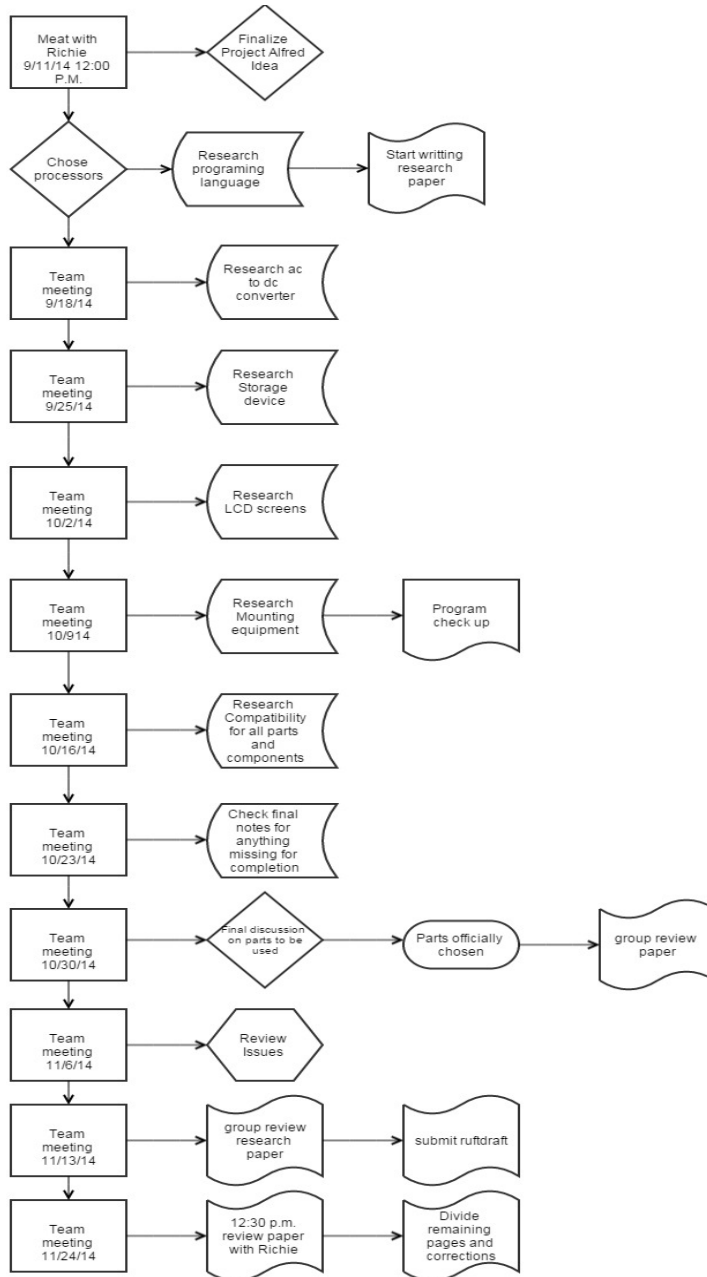 Meat with
Richie
9/11/14 12:00
P.M.
Finalize
Project Alfred
Idea
Chose
processors
Research
programing
language
Start writting
research
paper
Team
meeting
9/18/14
Research ac
to dc
converter
Team
meeting
9/25/14
Research
Storage
device
Team
meeting
10/2/14
Research
LCD screens
Team
meeting
10/914
Research
Mounting
equipment
Program
check up
Team
meeting
10/16/14
Research
Compatibility
for all parts
and
components
Team
meeting
10/23/14
Check final
notes for
anything
missing for
completion
Team
meeting
10/30/14
Final discussion
on parts to be
used
Parts officially
chosen
group review
paper
Team
meeting
11/6/14
Review
Issues
Team
meeting
11/13/14
group review
research
paper
submit ruftdraft
Team
meeting
11/24/14
12:30 p.m.
review paper
with Richie
Divide
remaining
pages and
corrections